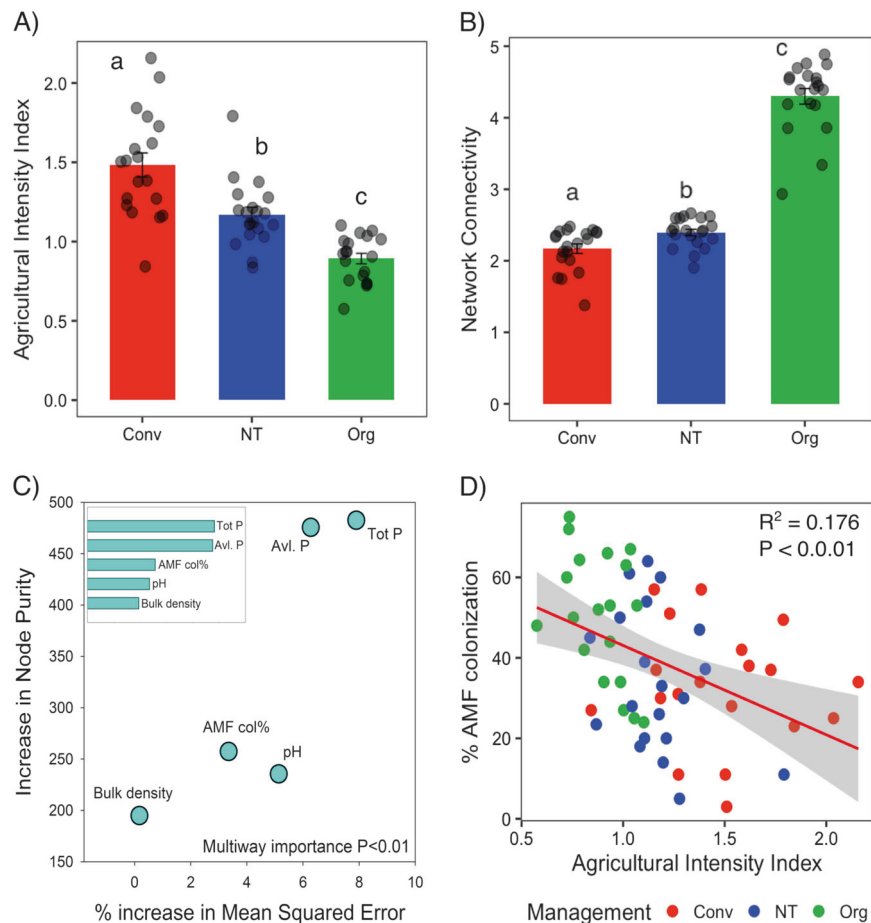 A)
Agricultural Intensity Index
2.0
1.5
1.0
0.5
0.0
a
b
c
Conv
NT
Org
B)
Network Connectivity
5
4
3
2
1
0
a
b
c
Conv
NT
Org
C)
Increase in Node Purity
500
450
400
350
300
250
200
150
Tot P
Avl. P
AMF col%
pH
Bulk density
Avl. P
Tot P
AMF col%
pH
Bulk density
Multiway importance P<0.01
0 2 4 6 8 10
% increase in Mean Squared Error
D)
% AMF colonization
60
40
20
0
R2 = 0.176
P < 0.0.01
0.5 1.0 1.5 2.0
Agricultural Intensity Index
Management Conv NT Org